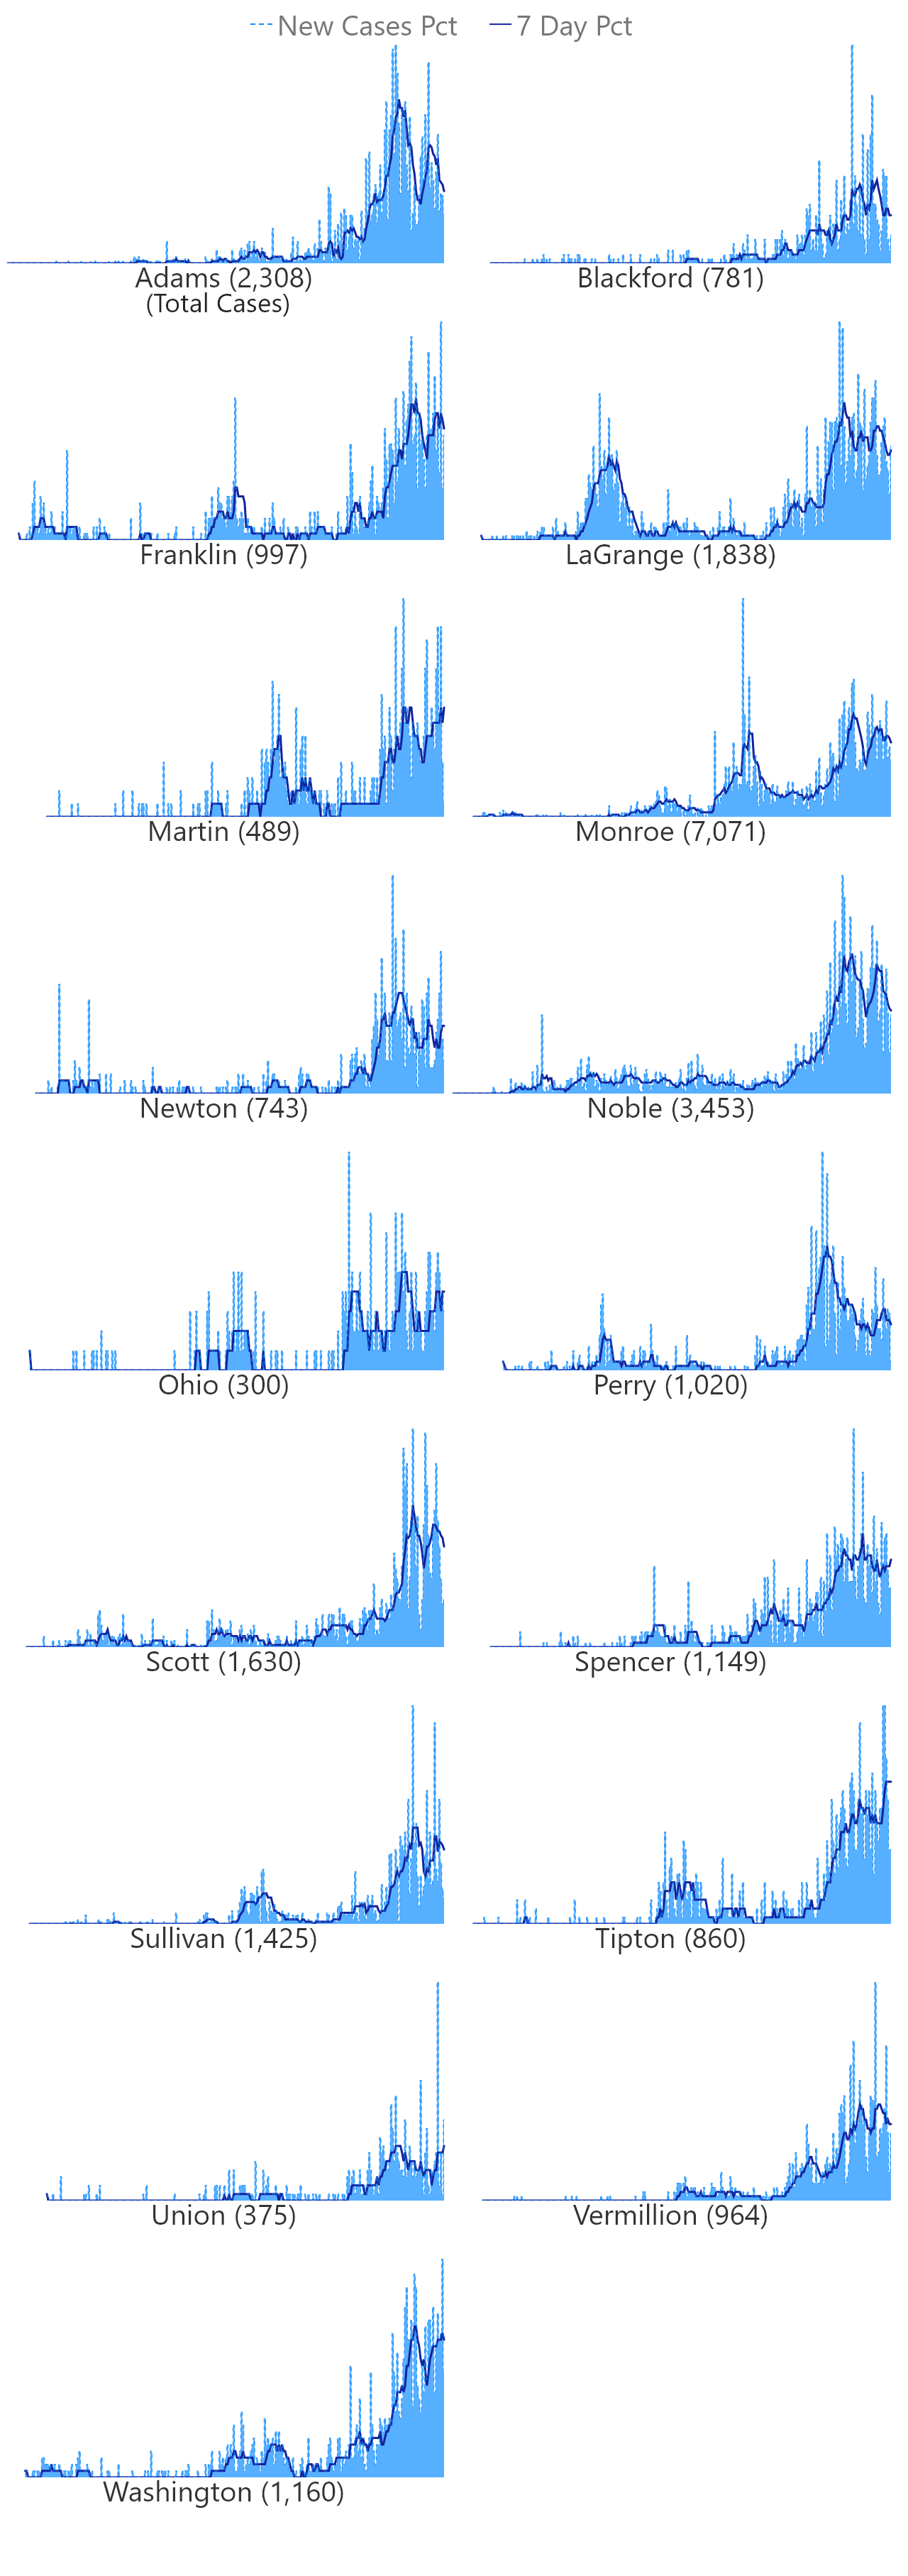 New Cases Pct 7 Day Pct
Adams (2,308) Blackford (781)
(Total Cases)
Franklin (997) LaGrange (1,838)
Martin (489) Monroe (7,071)
Newton (743) Noble (3,453)
Ohio (300) Perry (1,020)
Scott (1,630) Spencer (1,149)
Sullivan (1,425) Tipton (860)
Union (375) Vermillion (964)
Washington (1,160)